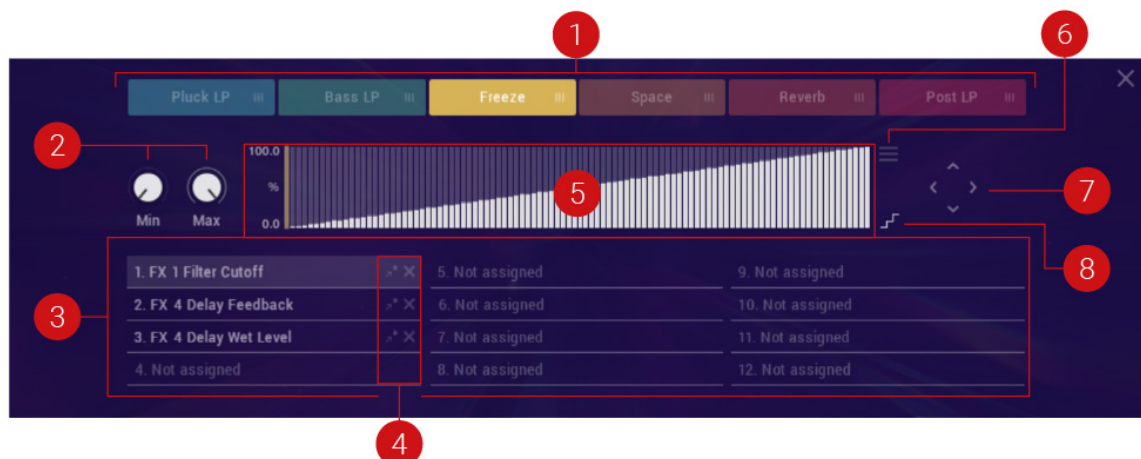 1
6
Pluck LP Bass LP Freeze Space Reverb Post LP
2
100.0
%
0.0
5
7
Min Max
8
3
1. FX 1 Filter Cutoff 5. Not assigned 9. Not assigned
2. FX 4 Delay Feedback 6. Not assigned 10. Not assigned
3. FX 4 Delay Wet Level 7. Not assigned 11. Not assigned
4. Not assigned 8. Not assigned 12. Not assigned
4